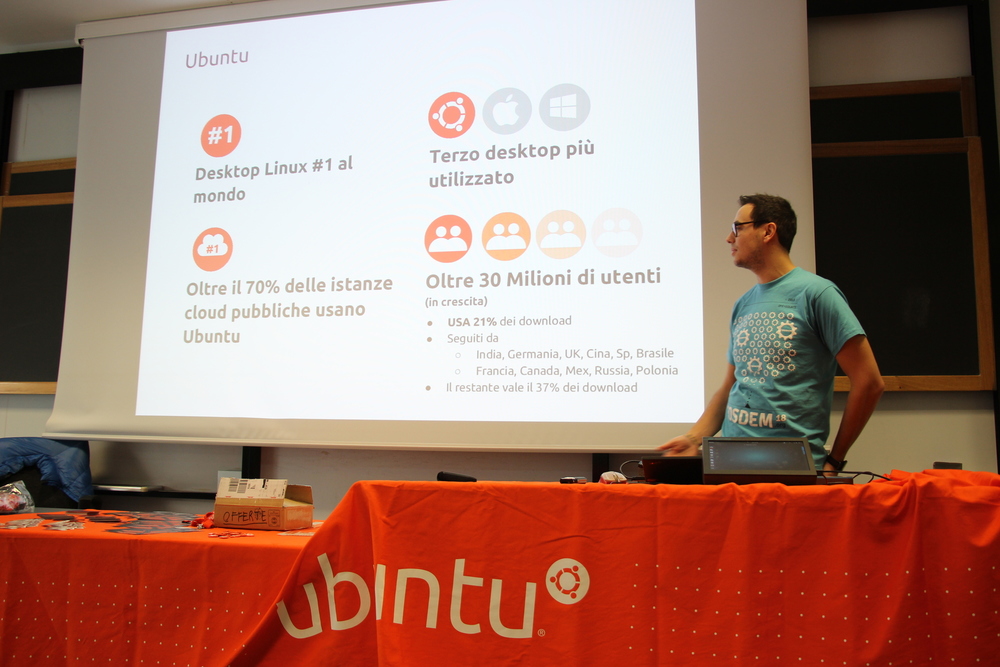 Ubuntu
#1
Desktop Linux #1 al
mondo
#1
Oltre il 70% delle istanze
cloud pubbliche usano
Ubuntu
Terzo desktop più
utilizzato
Oltre 30 Milioni di utenti
(in crescita)
● USA 21% dei download
● Seguiti da
○ India, Germania, UK, Cina, Sp, Brasile
○ Francia, Canada, Mex, Russia, Polonia
● Il restante vale il 37% dei download
OSDEM 18
OFFERTE
ubuntu®